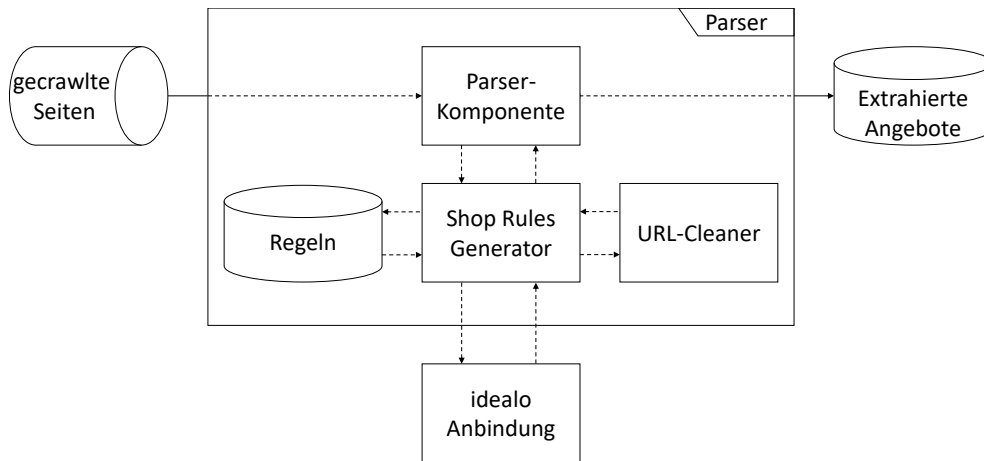 Parser
gecrawlte
Seiten
Parser-
Komponente
Extrahierte
Angebote
Regeln
Shop Rules
Generator
URL-Cleaner
idealo
Anbindung